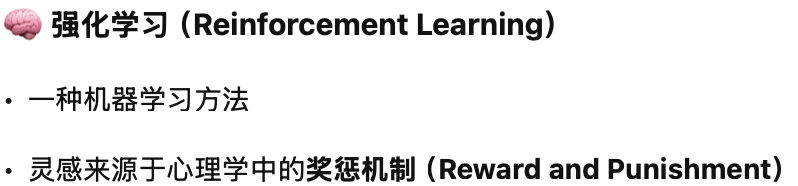 🧠 强化学习（Reinforcement Learning）
• 一种机器学习方法
• 灵感来源于心理学中的奖惩机制（Reward and Punishment）